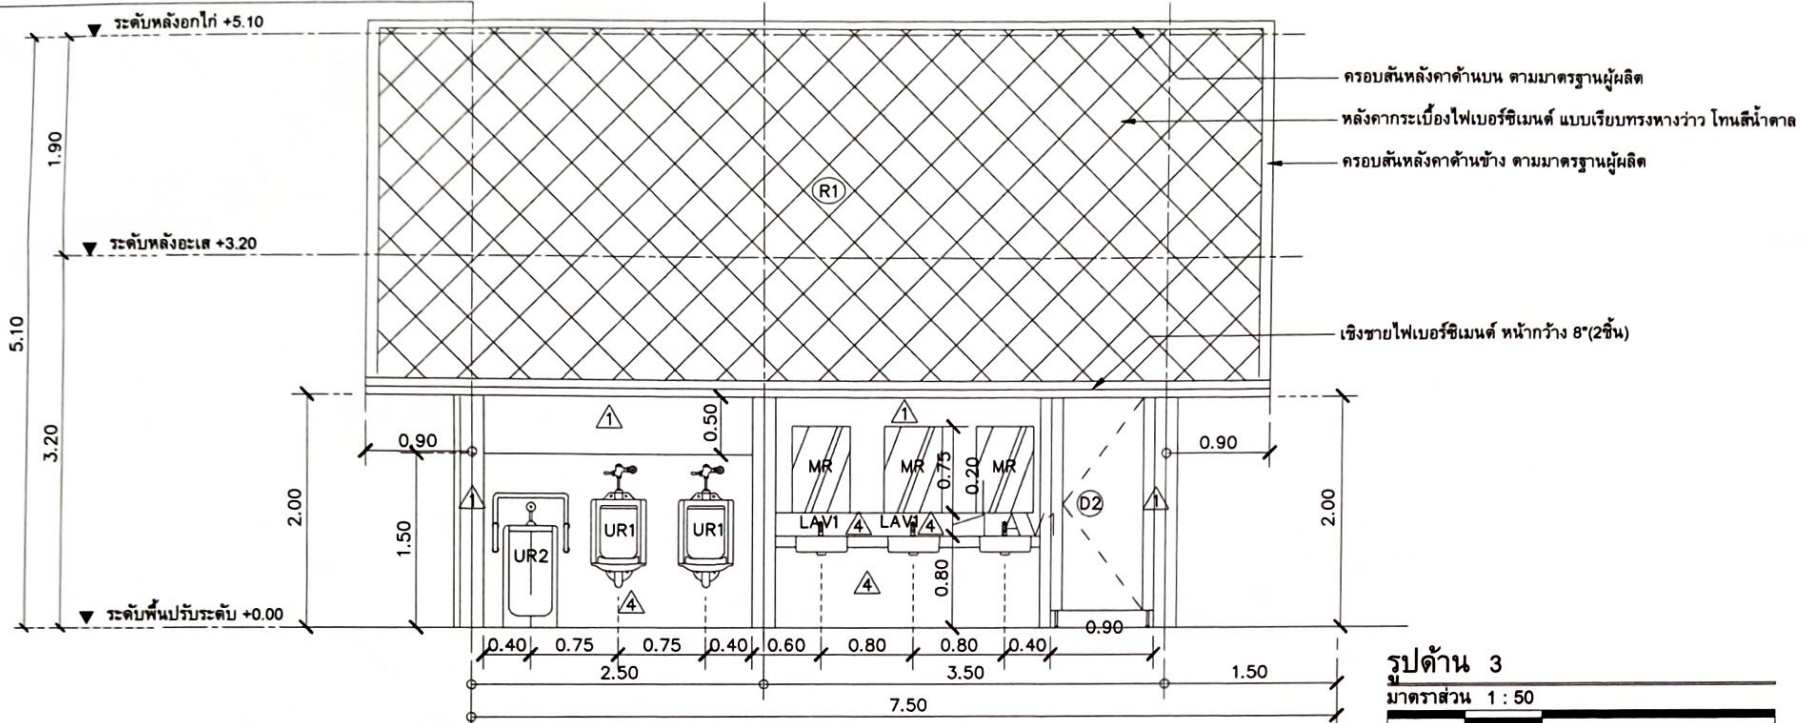 ระดับหลังอกไก่ +5.10
ครอบสันหลังคาด้านบน ตามมาตรฐานผู้ผลิต
หลังคากระเบื้องไฟเบอร์ซิเมนต์ แบบเรียบทรงหางว่าว โทนสีน้ำตาล
ครอบสันหลังคาด้านข้าง ตามมาตรฐานผู้ผลิต
1.90
R1
ระดับหลังอะเส +3.20
5.10
เชิงชายไฟเบอร์ซิเมนต์ หน้ากว้าง 8"(2ชิ้น)
3.20
0.90
1
0.50
1
0.90
MR
MR
MR
0.75
0.20
2.00
1.50
1
UR2
UR1
UR1
LAV1
4
LAV1
4
D2
1
2.00
4
4
0.80
ระดับพื้นปรับระดับ +0.00
0.90
0.40
0.75
0.75
0.40
0.60
0.80
0.80
0.40
2.50
3.50
1.50
7.50
รูปด้าน 3
มาตราส่วน 1 : 50